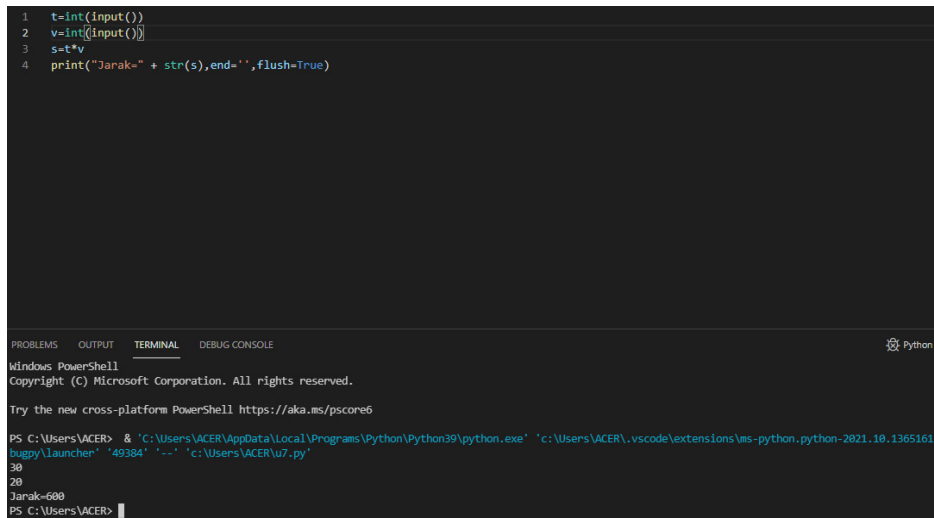 1 t=int(input())
2 v=int(input())
3 s=t*v
4 print("Jarak=" + str(s),end='',flush=True)
PROBLEMS OUTPUT TERMINAL DEBUG CONSOLE Python
Windows PowerShell
Copyright (C) Microsoft Corporation. All rights reserved.
Try the new cross-platform PowerShell https://aka.ms/pscore6
PS C:\Users\ACER> & 'C:\Users\ACER\AppData\Local\Programs\Python\Python39\python.exe' 'c:\Users\ACER\.vscode\extensions\ms-python.python-2021.10.1365161
bugpy\launcher' '49384' '--' 'c:\Users\ACER\u7.py'
30
20
Jarak=600
PS C:\Users\ACER>